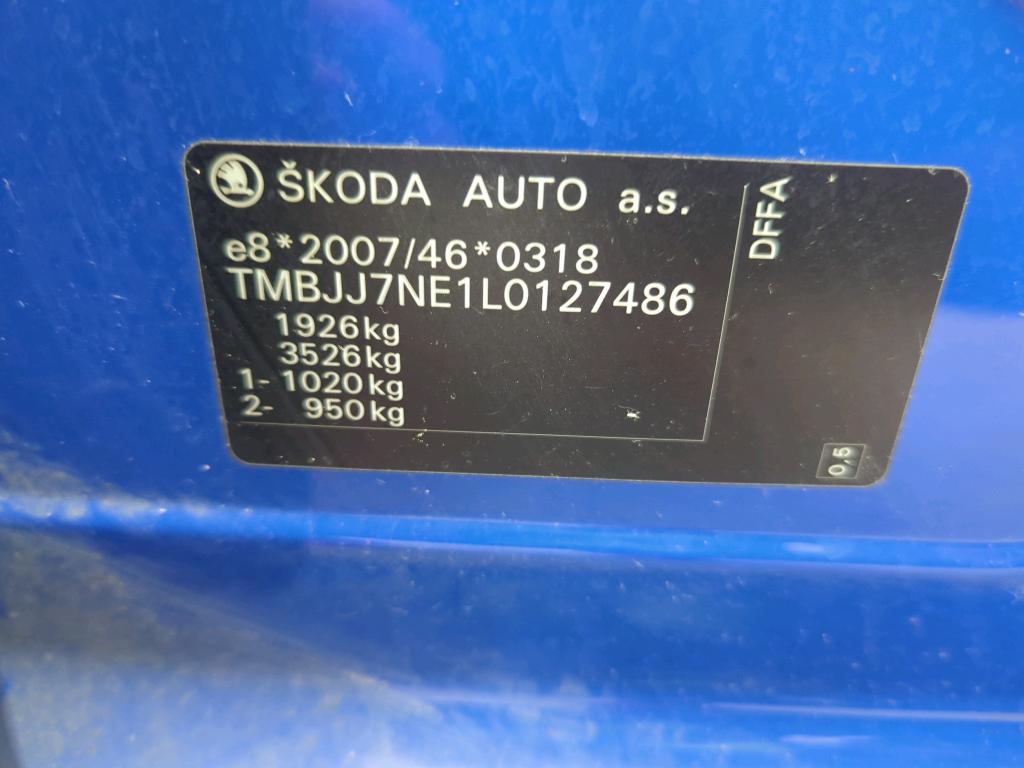 ŠKODA AUTO a.s.
e8*2007/46*0318
TMBJJ7NE1L0127486
1926kg
3526kg
1- 1020kg
2- 950kg
DFFA
0,5